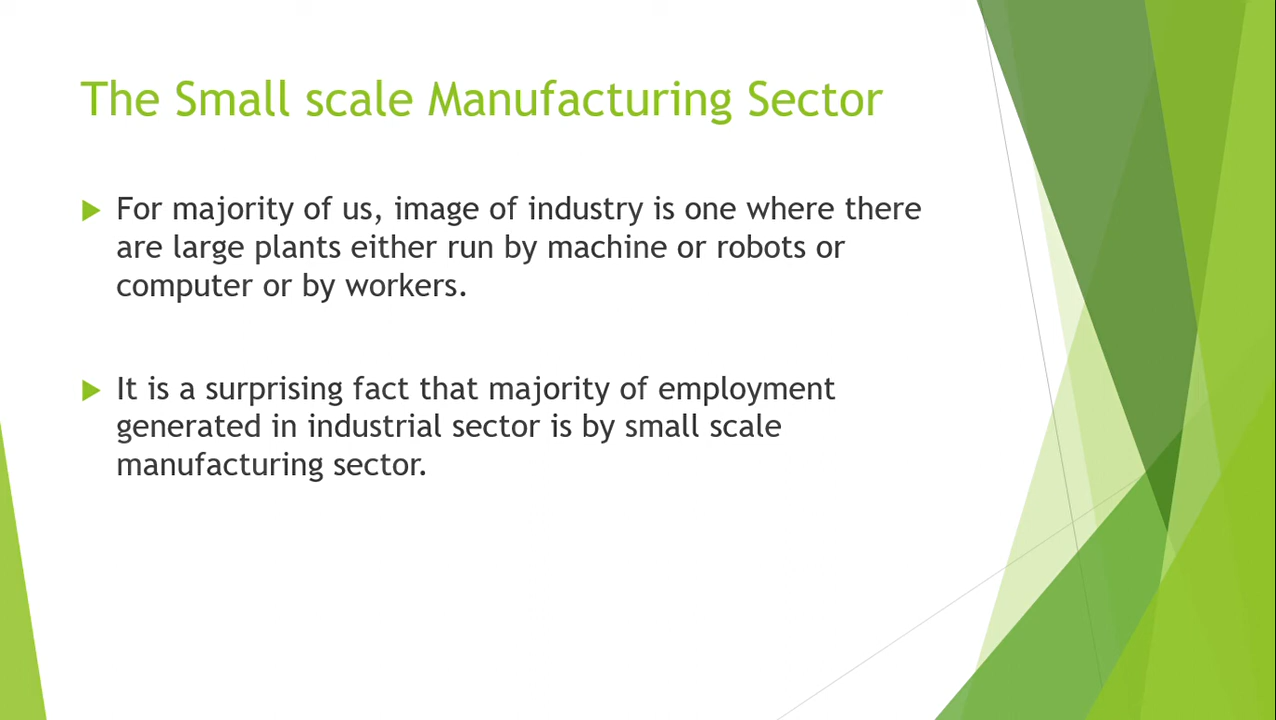 The Small scale Manufacturing Sector
For majority of us, image of industry is one where there
are large plants either run by machine or robots or
computer or by workers.
It is a surprising fact that majority of employment
generated in industrial sector is by small scale
manufacturing sector.